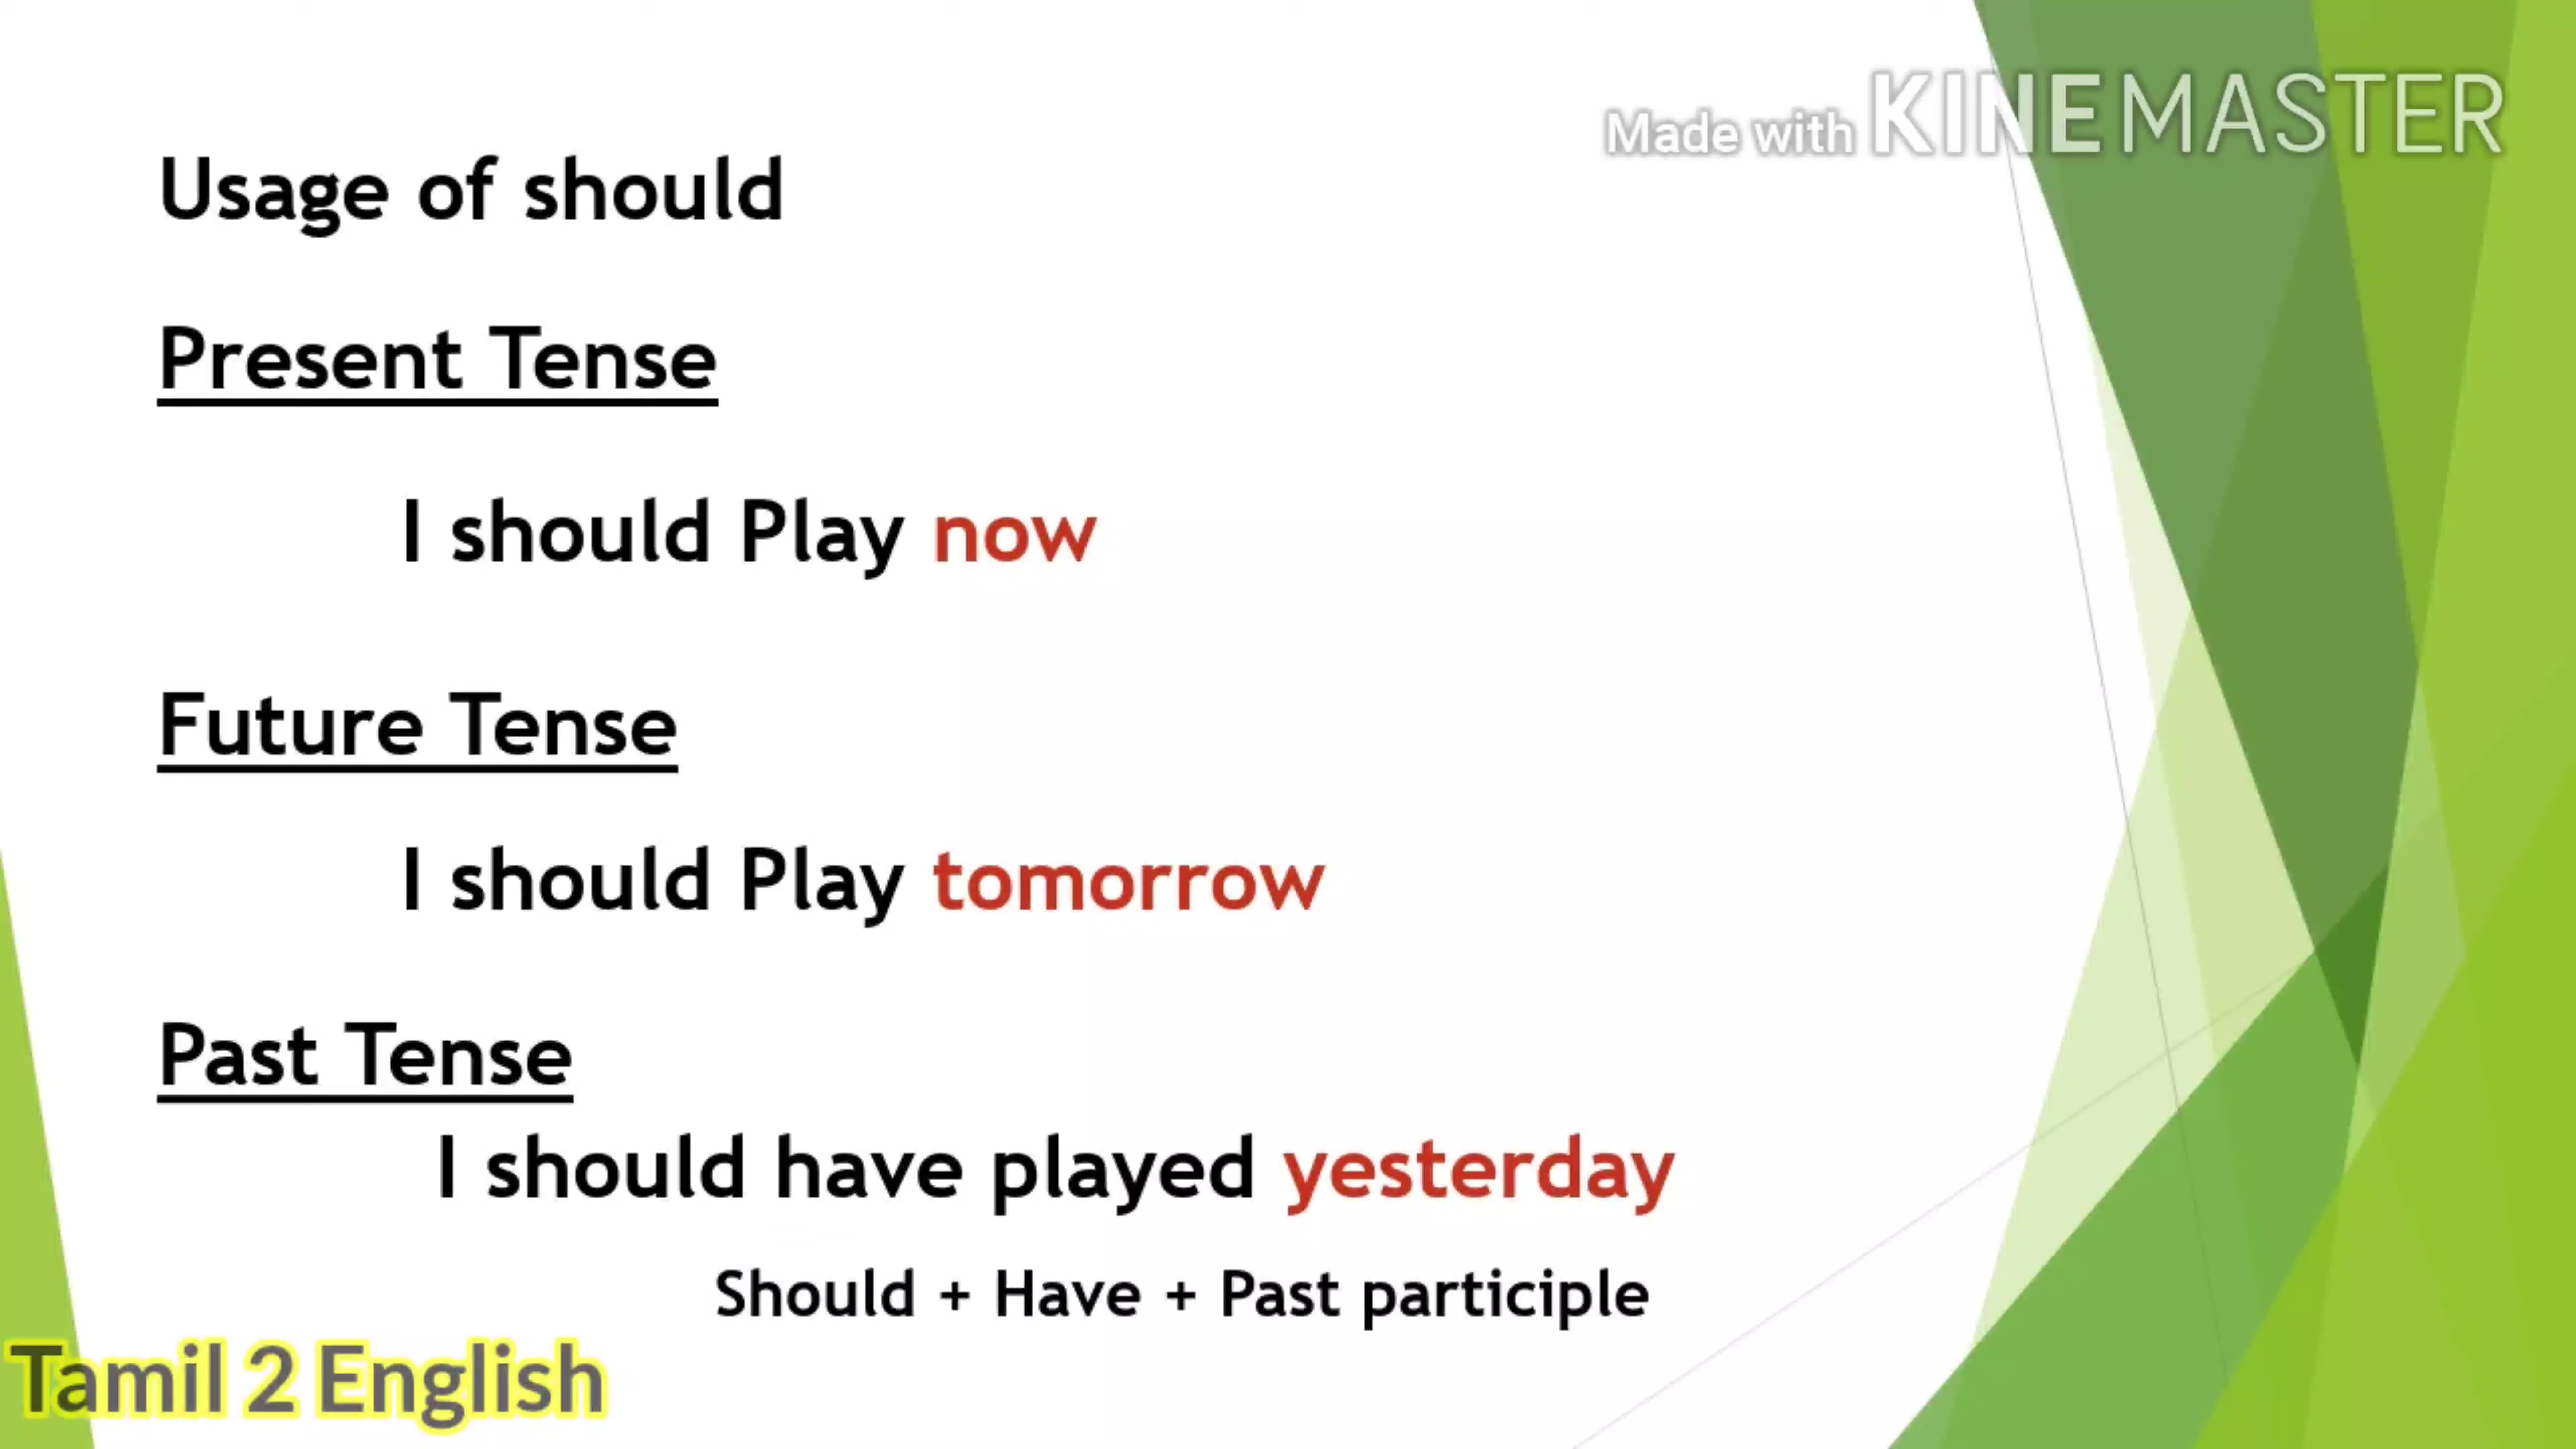 Made with KINEMASTER
Usage of should
Present Tense
I should Play now
Future Tense
I should Play tomorrow
Past Tense
I should have played yesterday
Should + Have + Past participle
Tamil 2 English